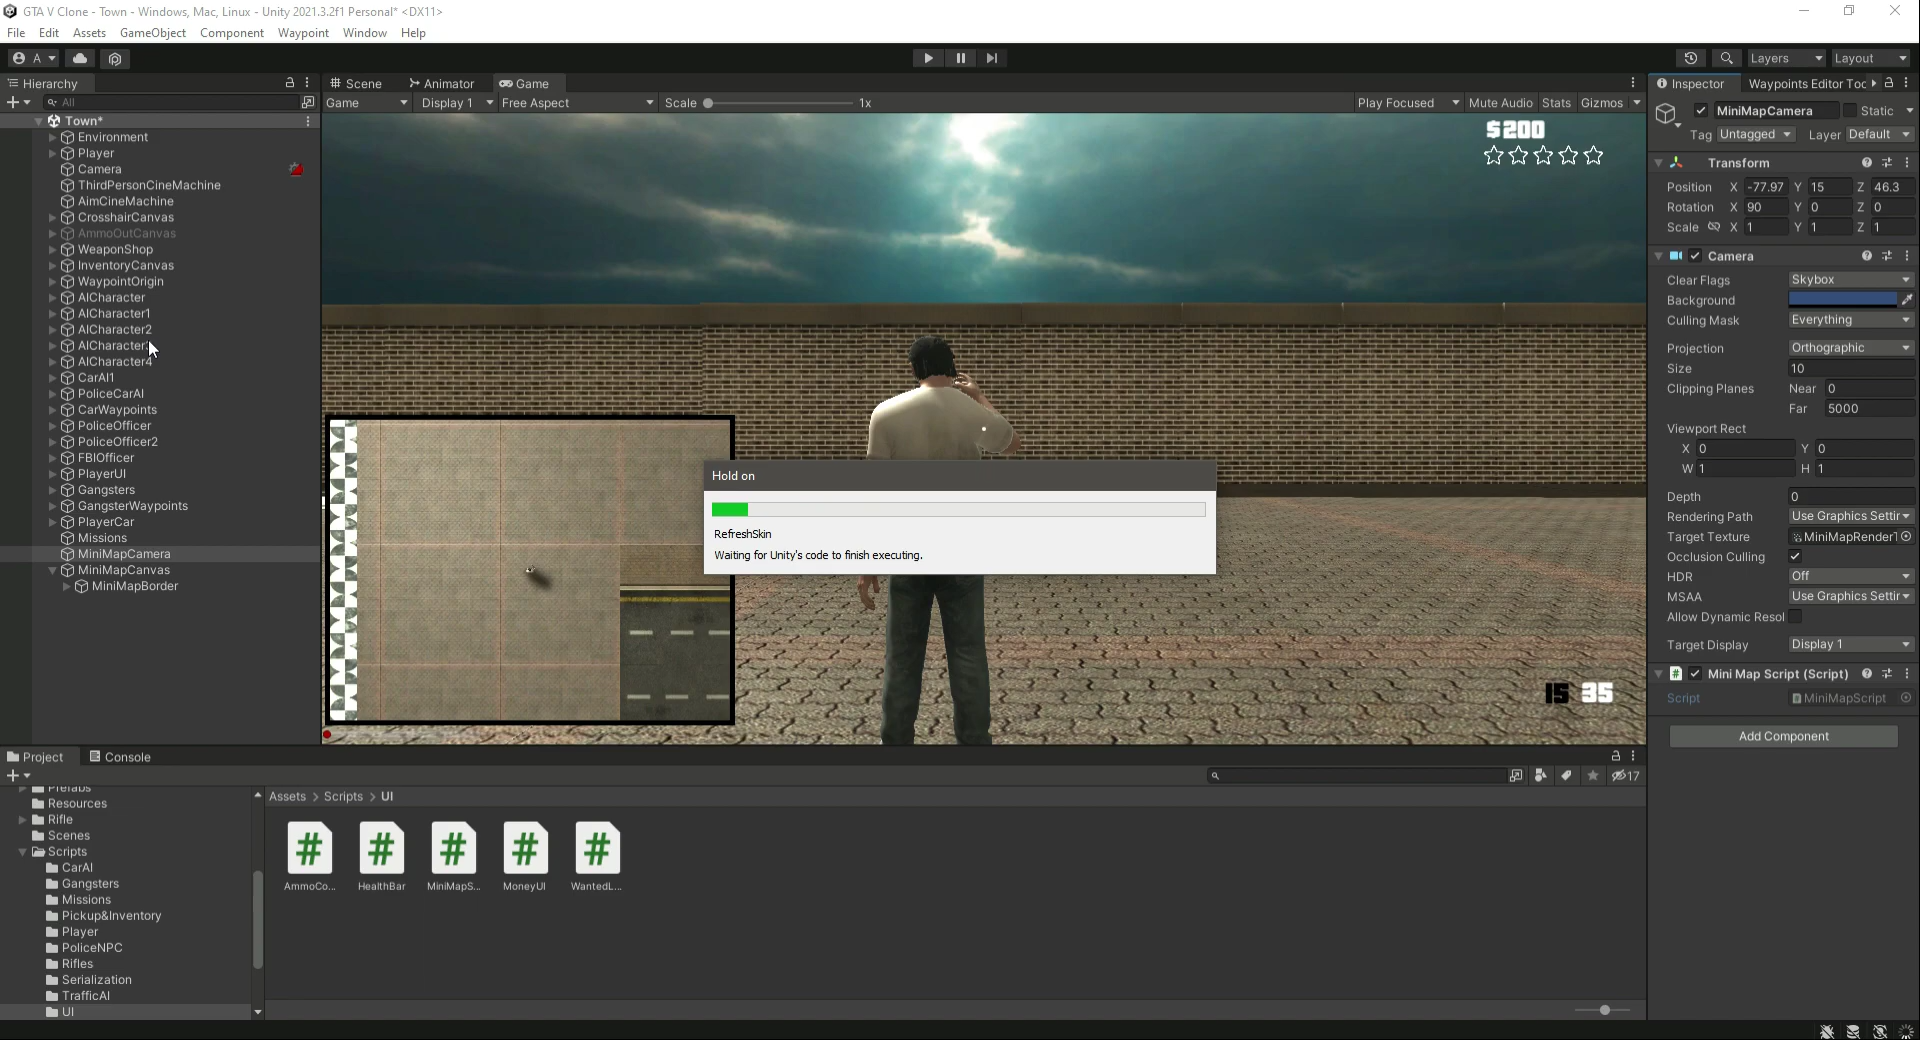 GTA V Clone - Town - Windows, Mac, Linux - Unity 2021.3.2f1 Personal* <DX11>
File Edit Assets GameObject Component Waypoint Window Help
A
Layers Layout
Hierarchy
All
Town*
Environment
Player
Camera
ThirdPersonCineMachine
AimCineMachine
CrosshairCanvas
AmmoOutCanvas
WeaponShop
InventoryCanvas
WaypointOrigin
AICharacter
AICharacter1
AICharacter2
AICharacter
AICharacter4
CarAI1
PoliceCarAI
CarWaypoints
PoliceOfficer
PoliceOfficer2
FBIOfficer
PlayerUI
Gangsters
GangsterWaypoints
PlayerCar
Missions
MiniMapCamera
MiniMapCanvas
MiniMapBorder
Scene Animator Game
Game Display 1 Free Aspect Scale 1x Play Focused Mute Audio Stats Gizmos
$200
15 35
Hold on
RefreshSkin
Waiting for Unity's code to finish executing.
Inspector Waypoints Editor Too
MiniMapCamera Static
Tag Untagged Layer Default
Transform
Position X -77.97 Y 15 Z 46.3
Rotation X 90 Y 0 Z 0
Scale X 1 Y 1 Z 1
Camera
Clear Flags Skybox
Background
Culling Mask Everything
Projection Orthographic
Size 10
Clipping Planes Near 0
Far 5000
Viewport Rect
X 0 Y 0
W 1 H 1
Depth 0
Rendering Path Use Graphics Settir
Target Texture MiniMapRenderT
Occlusion Culling
HDR Off
MSAA Use Graphics Settir
Allow Dynamic Resol
Target Display Display 1
# Mini Map Script (Script)
Script MiniMapScript
Add Component
Project Console
17
Prefabs
Resources
Rifle
Scenes
Scripts
CarAI
Gangsters
Missions
Pickup&Inventory
Player
PoliceNPC
Rifles
Serialization
TrafficAI
UI
Assets > Scripts > UI
# # # # #
AmmoCo... HealthBar MiniMapS... MoneyUI WantedL...